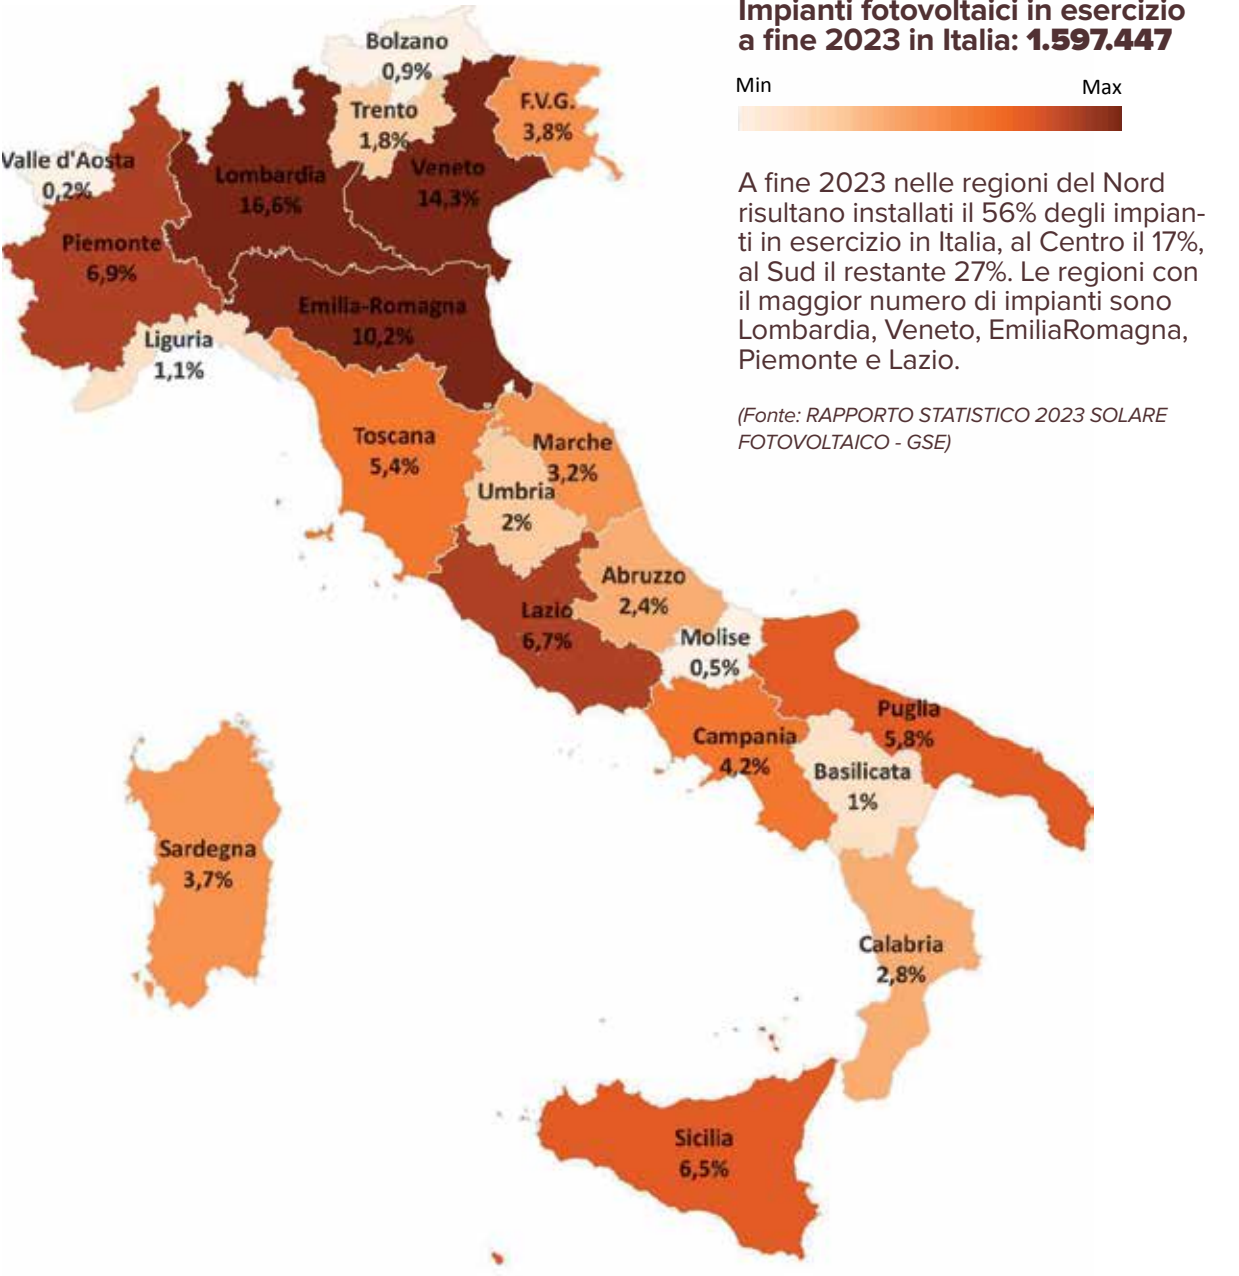 Impianti fotovoltaici in esercizio
a fine 2023 in Italia: 1.597.447
Min
Max
A fine 2023 nelle regioni del Nord
risultano installati il 56% degli impian-
ti in esercizio in Italia, al Centro il 17%,
al Sud il restante 27%. Le regioni con
il maggior numero di impianti sono
Lombardia, Veneto, EmiliaRomagna,
Piemonte e Lazio.
(Fonte: RAPPORTO STATISTICO 2023 SOLARE
FOTOVOLTAICO - GSE)
Bolzano
0,9%
Trento
1,8%
F.V.G.
3,8%
Valle d'Aosta
0,2%
Lombardia
16,6%
Veneto
14,3%
Piemonte
6,9%
Emilia-Romagna
10,2%
Liguria
1,1%
Toscana
5,4%
Marche
3,2%
Umbria
2%
Abruzzo
2,4%
Lazio
6,7%
Molise
0,5%
Puglia
5,8%
Campania
4,2%
Basilicata
1%
Sardegna
3,7%
Calabria
2,8%
Sicilia
6,5%